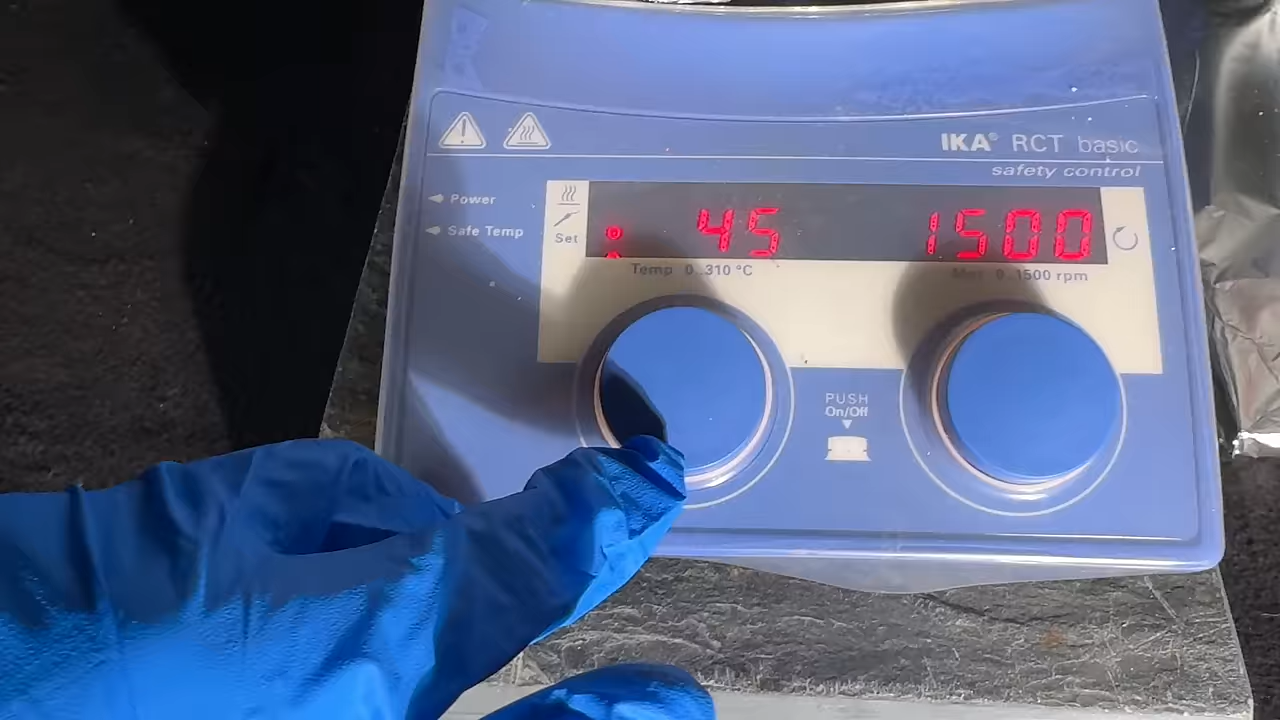 IKA® RCT basic
safety control
Power
Safe Temp
Set
45
1500
Temp 0..310 °C
Mot 0..1500 rpm
PUSH
On/Off